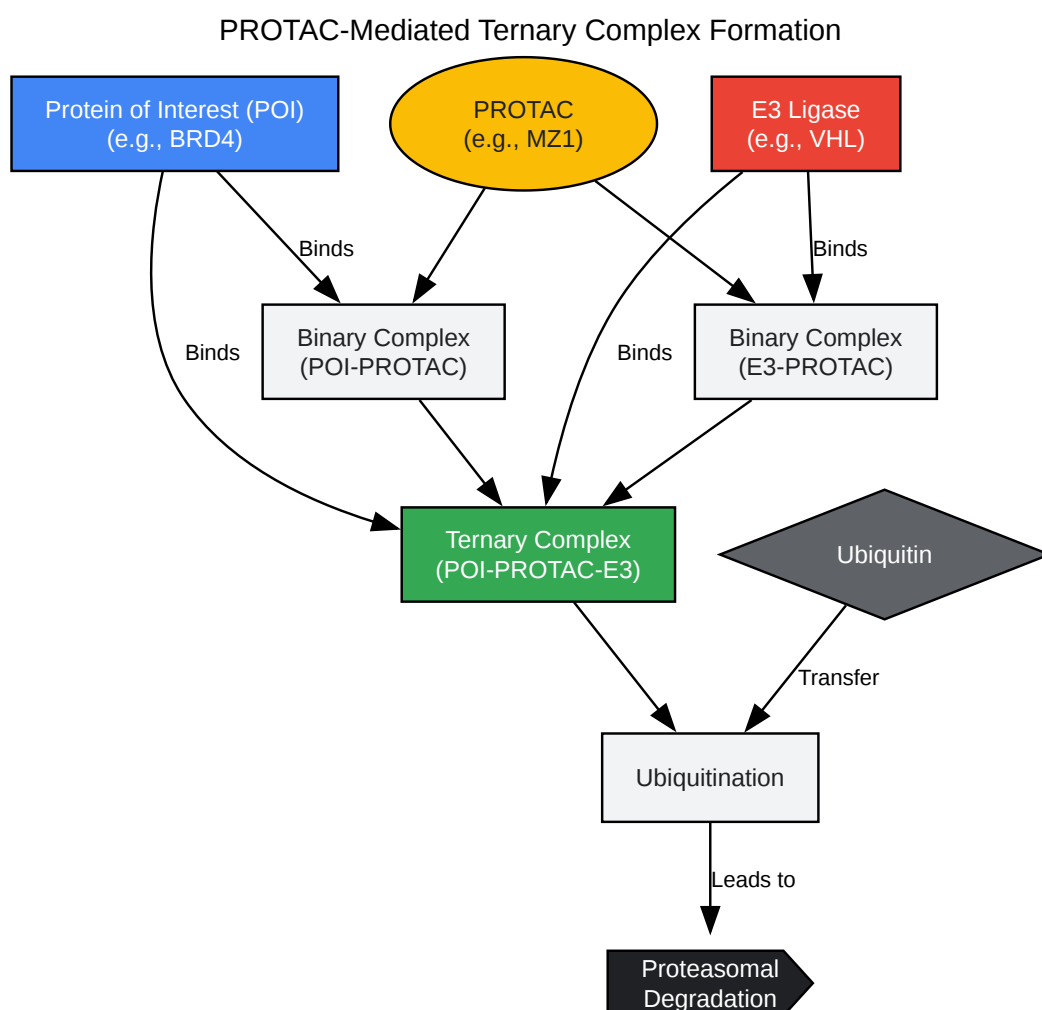 PROTAC-Mediated Ternary Complex Formation
Protein of Interest (POI)
(e.g., BRD4)
PROTAC
(e.g., MZ1)
E3 Ligase
(e.g., VHL)
Binds
Binds
Binary Complex
(POI-PROTAC)
Binary Complex
(E3-PROTAC)
Binds
Binds
Ternary Complex
(POI-PROTAC-E3)
Ubiquitin
Transfer
Ubiquitination
Leads to
Proteasomal
Degradation